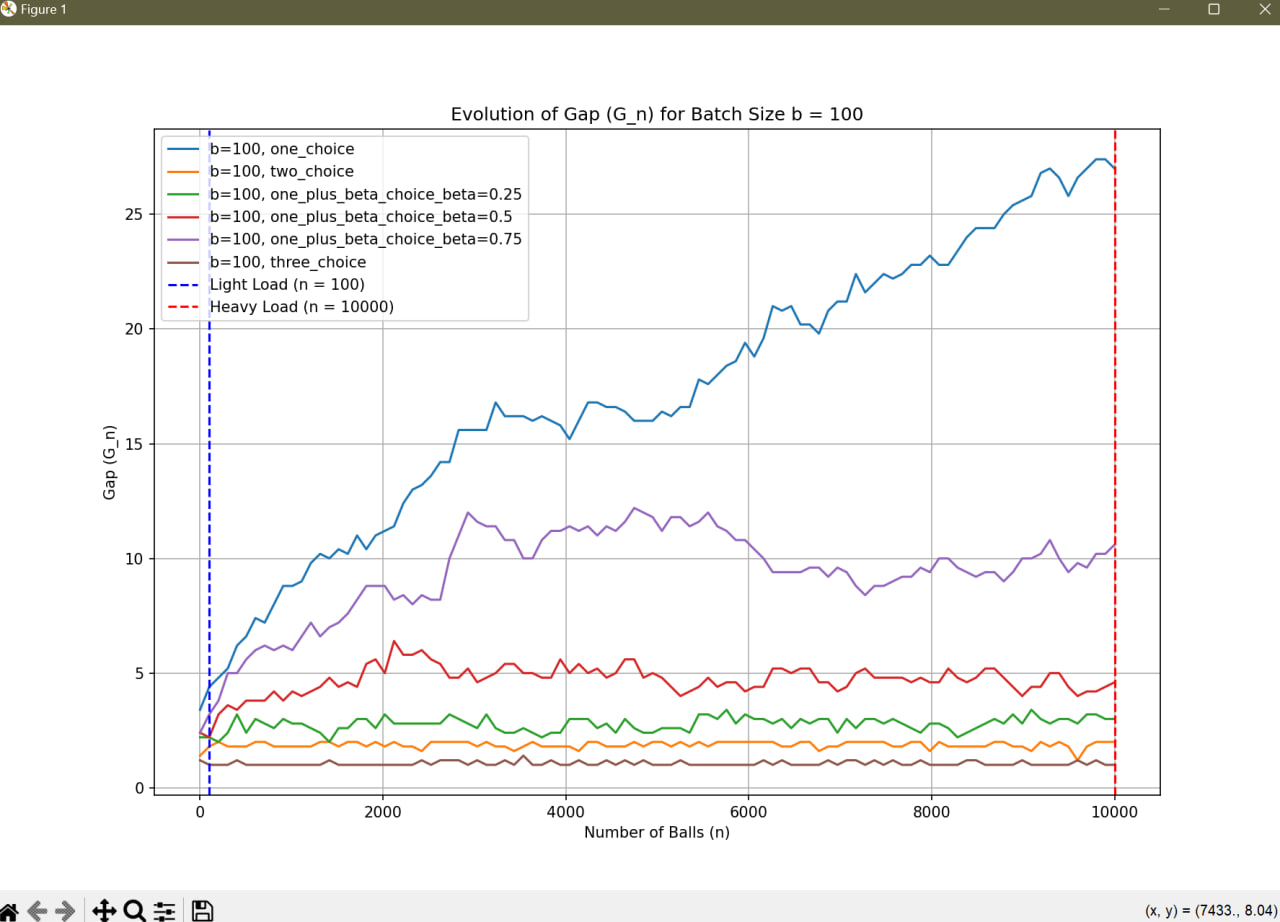 Figure 1
Evolution of Gap (G_n) for Batch Size b = 100
b=100, one_choice
b=100, two_choice
b=100, one_plus_beta_choice_beta=0.25
b=100, one_plus_beta_choice_beta=0.5
b=100, one_plus_beta_choice_beta=0.75
b=100, three_choice
Light Load (n = 100)
Heavy Load (n = 10000)
Gap (G_n)
25
20
15
10
5
0
0 2000 4000 6000 8000 10000
Number of Balls (n)
(x, y) = (7433., 8.04)